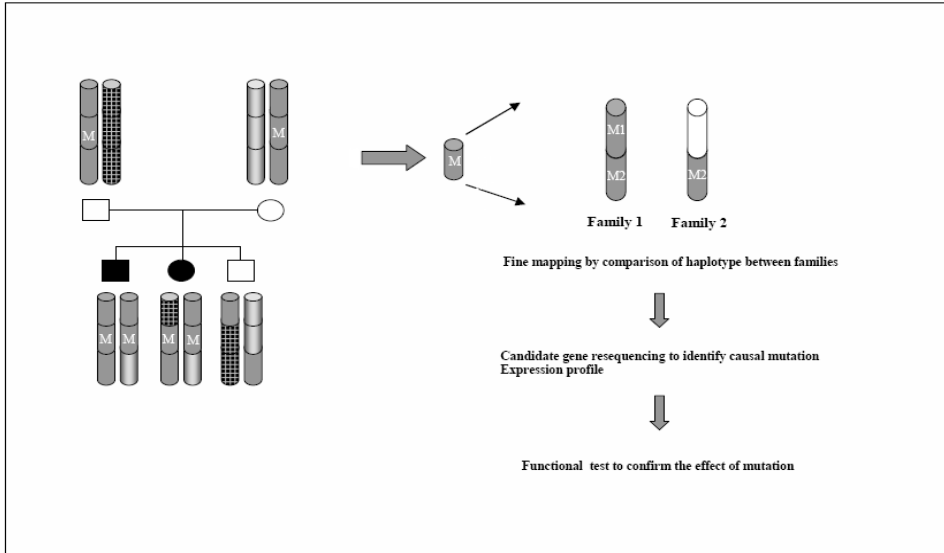 M
M
M
M1
M2
M2
Family 1
Family 2
Fine mapping by comparison of haplotype between families
M
M
M
M
Candidate gene resequencing to identify causal mutation
Expression profile
Functional test to confirm the effect of mutation